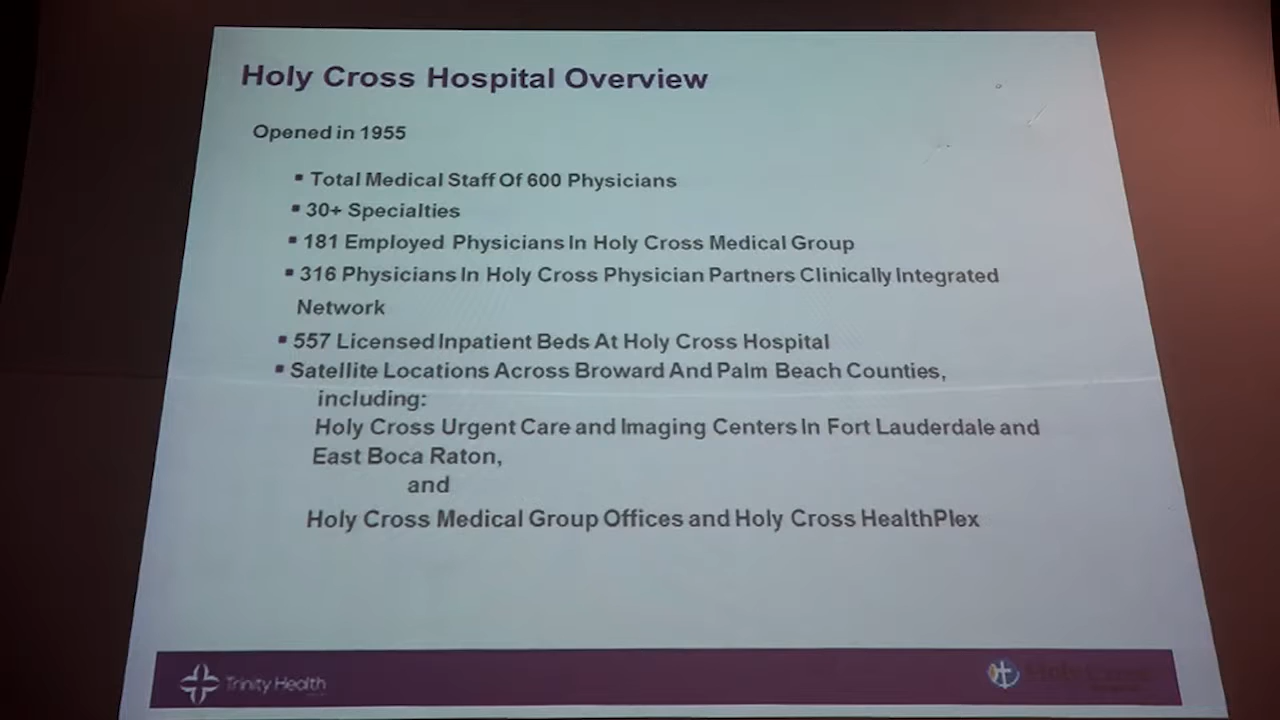 Holy Cross Hospital Overview
Opened in 1955
▪ Total Medical Staff Of 600 Physicians
▪ 30+ Specialties
▪ 181 Employed Physicians In Holy Cross Medical Group
▪ 316 Physicians In Holy Cross Physician Partners Clinically Integrated
Network
▪ 557 Licensed Inpatient Beds At Holy Cross Hospital
▪ Satellite Locations Across Broward And Palm Beach Counties,
including:
Holy Cross Urgent Care and Imaging Centers In Fort Lauderdale and
East Boca Raton,
and
Holy Cross Medical Group Offices and Holy Cross HealthPlex
Trinity Health
Holy Cross